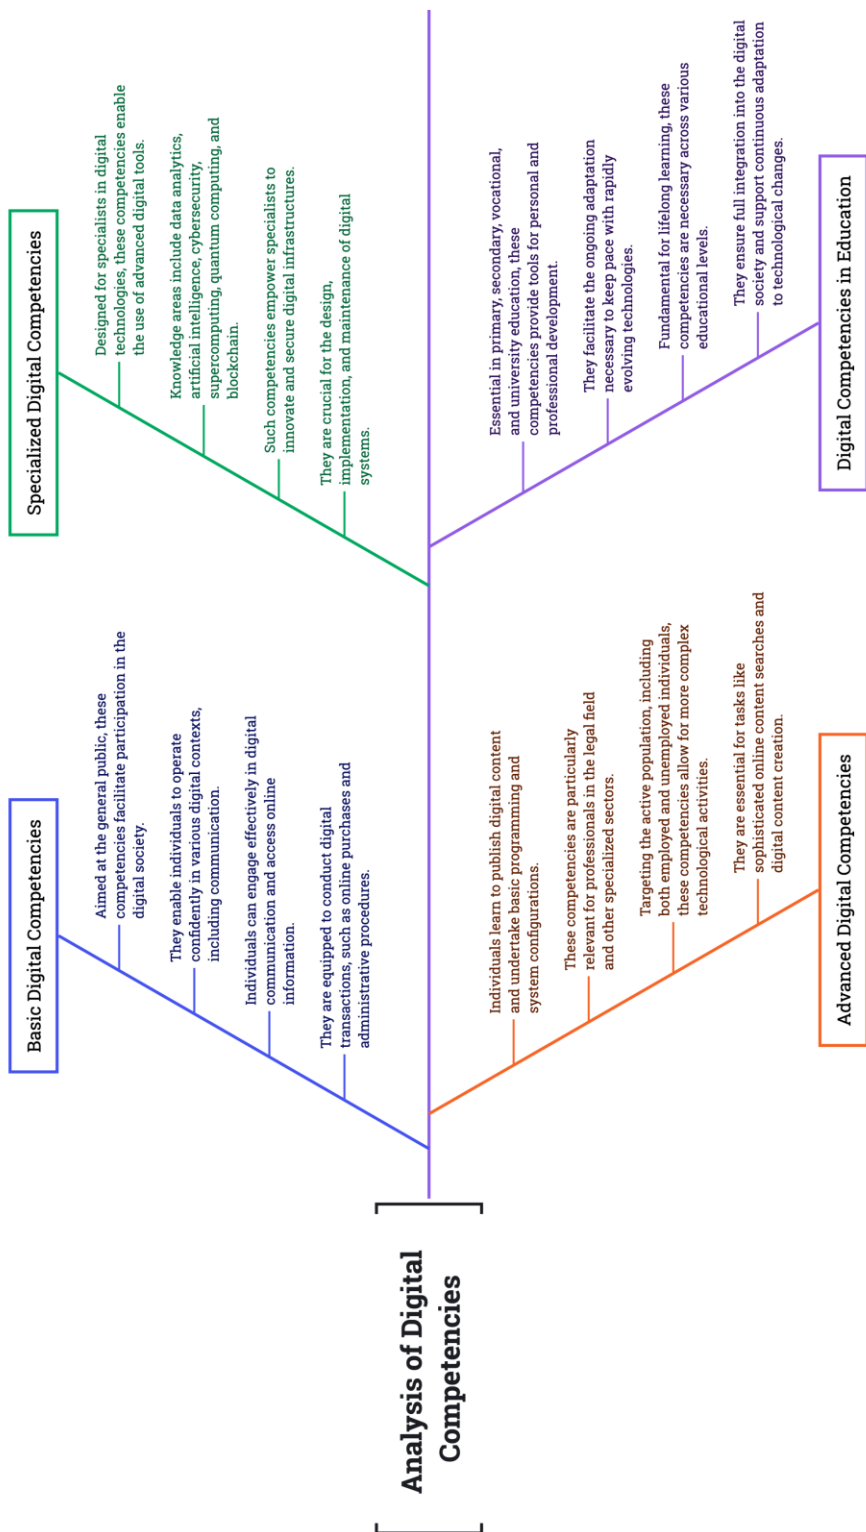 Analysis of Digital
Competencies
Basic Digital Competencies
Aimed at the general public, these
competencies facilitate participation in the
digital society.
They enable individuals to operate
confidently in various digital contexts,
including communication.
Individuals can engage effectively in digital
communication and access online
information.
They are equipped to conduct digital
transactions, such as online purchases and
administrative procedures.
Specialized Digital Competencies
Designed for specialists in digital
technologies, these competencies enable
the use of advanced digital tools.
Knowledge areas include data analytics,
artificial intelligence, cybersecurity,
supercomputing, quantum computing, and
blockchain.
Such competencies empower specialists to
innovate and secure digital infrastructures.
They are crucial for the design,
implementation, and maintenance of digital
systems.
Individuals learn to publish digital content
and undertake basic programming and
system configurations.
These competencies are particularly
relevant for professionals in the legal field
and other specialized sectors.
Targeting the active population, including
both employed and unemployed individuals,
these competencies allow for more complex
technological activities.
They are essential for tasks like
sophisticated online content searches and
digital content creation.
Advanced Digital Competencies
Essential in primary, secondary, vocational,
and university education, these
competencies provide tools for personal and
professional development.
They facilitate the ongoing adaptation
necessary to keep pace with rapidly
evolving technologies.
Fundamental for lifelong learning, these
competencies are necessary across various
educational levels.
They ensure full integration into the digital
society and support continuous adaptation
to technological changes.
Digital Competencies in Education